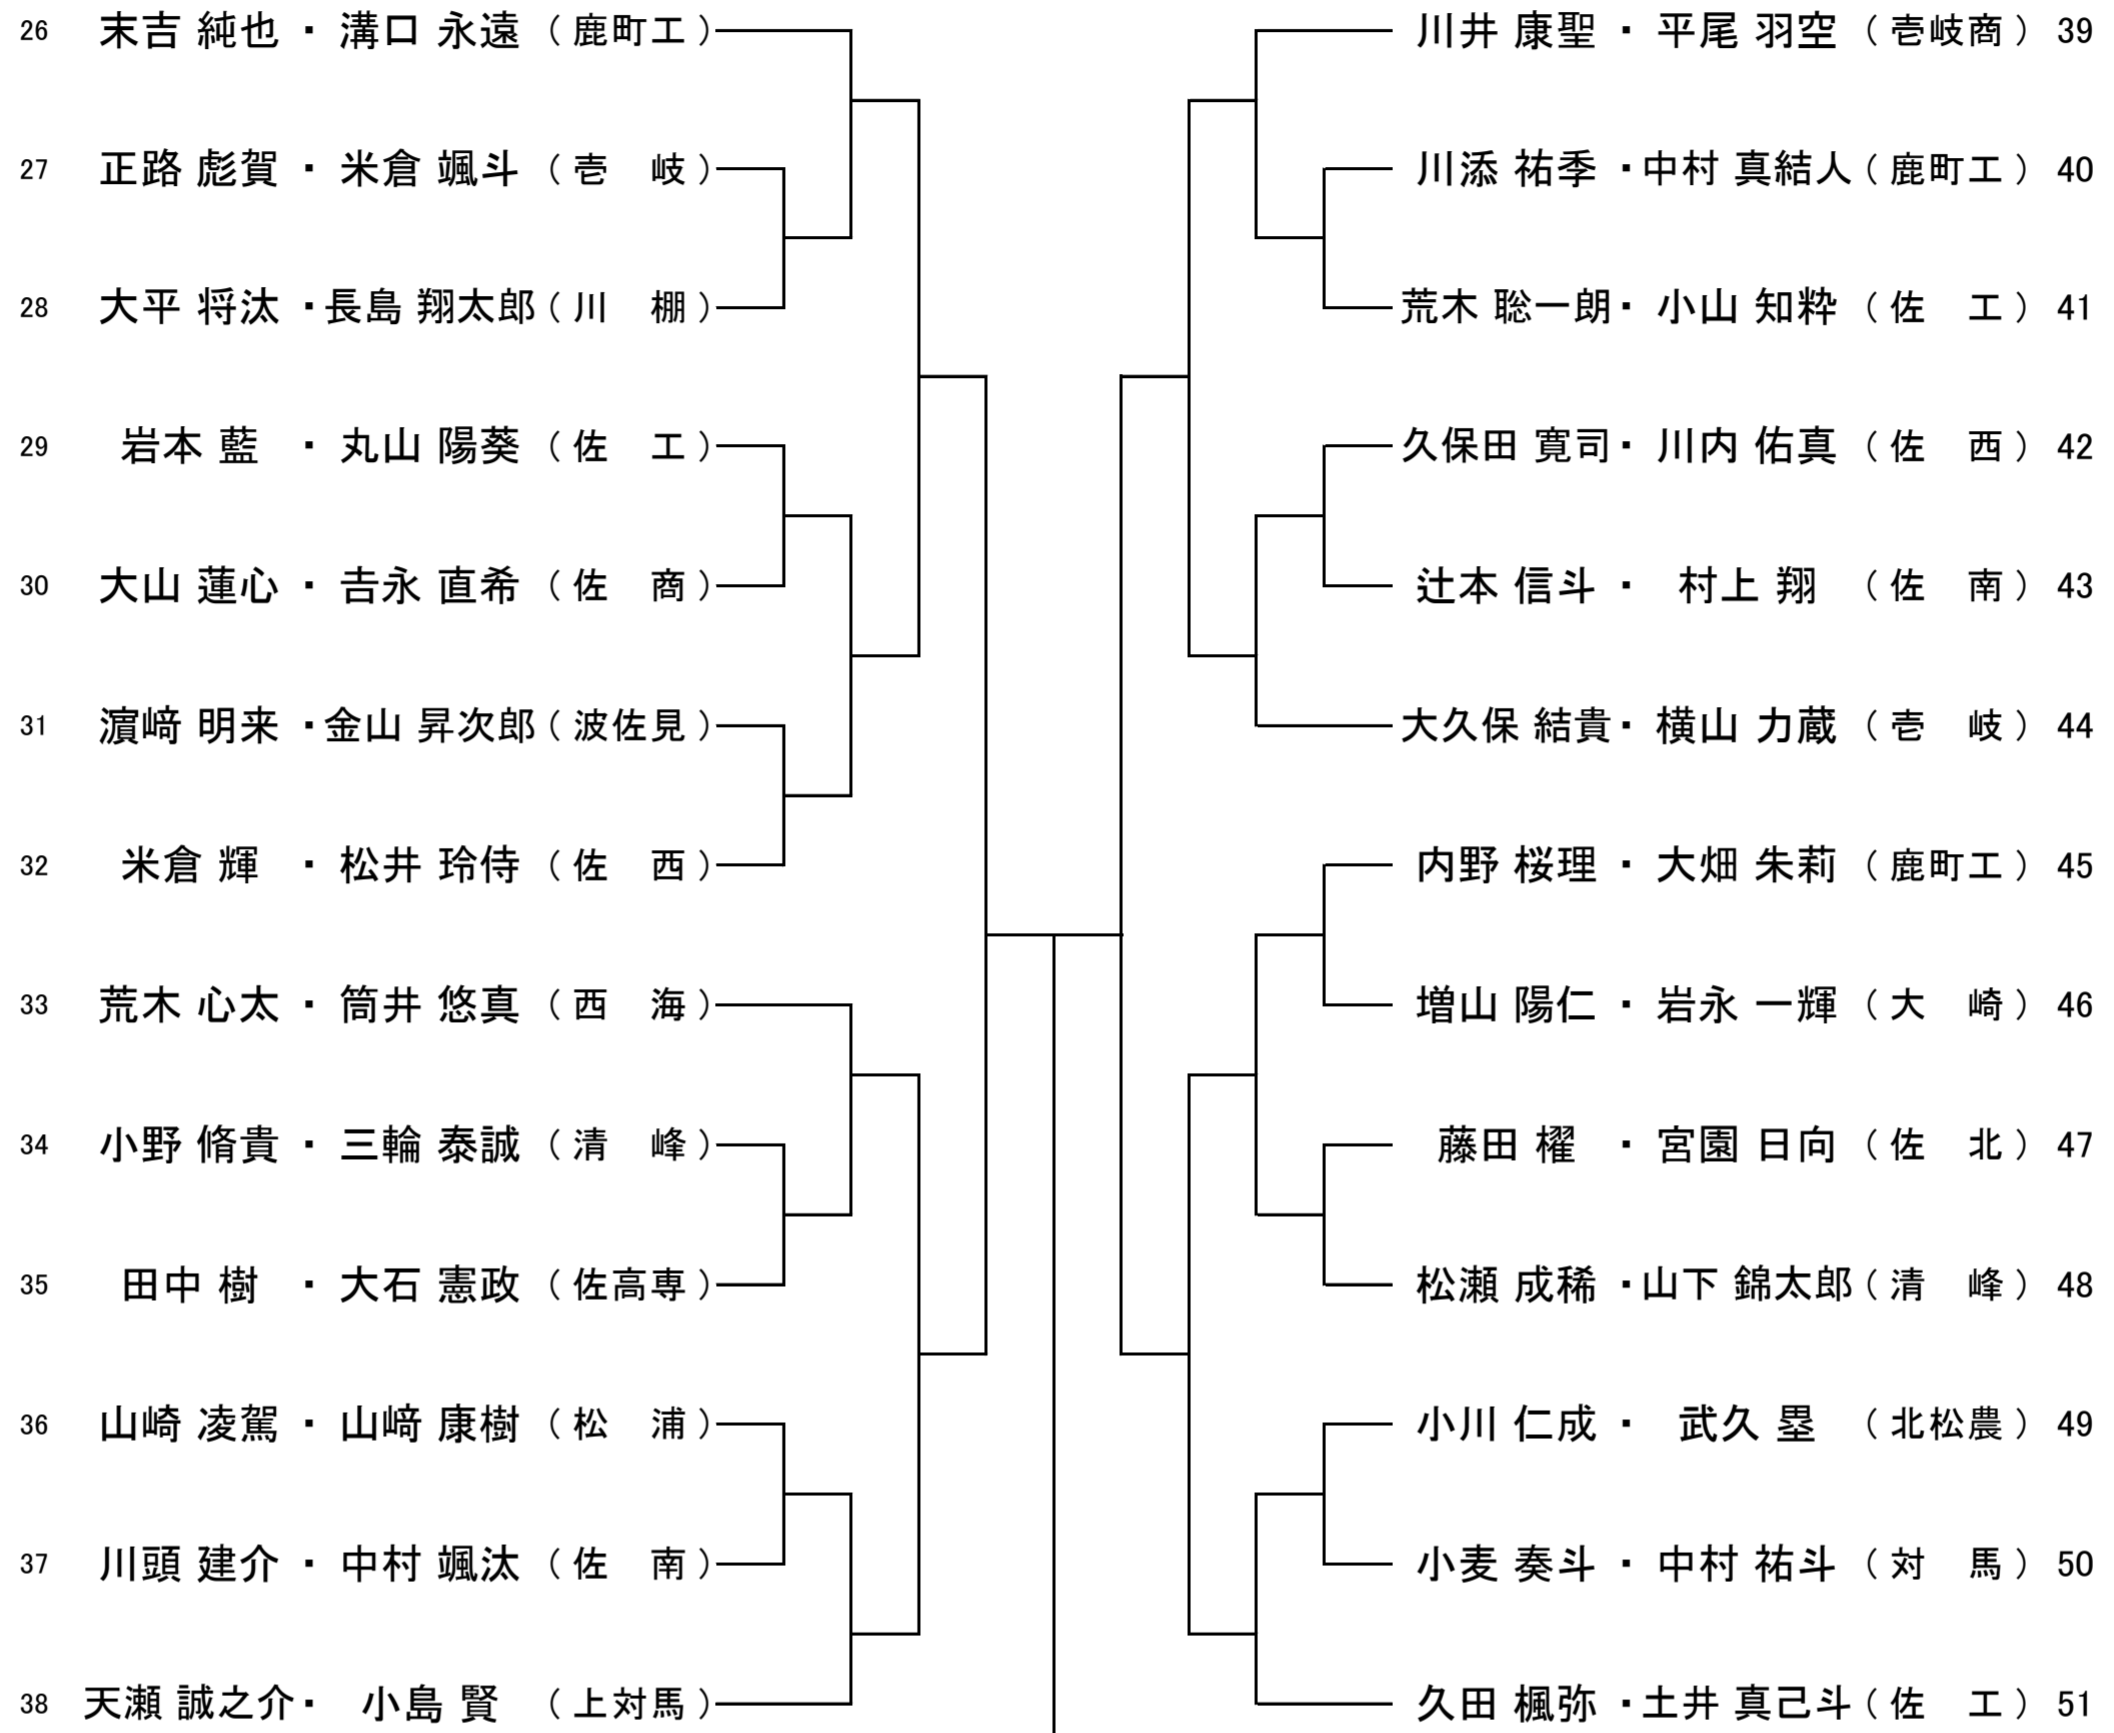 26 末吉 純也 ・ 溝口 永遠 （ 鹿町工 ） 川井 康聖 ・ 平尾 羽空 （ 壱岐商 ） 39
27 正路 彪賀 ・ 米倉 颯斗 （ 壱　岐 ） 川添 祐季 ・ 中村 真結人 （ 鹿町工 ） 40
28 大平 将汰 ・ 長島 翔太郎 （ 川　棚 ） 荒木 聡一朗 ・ 小山 知粋 （ 佐　工 ） 41
29 岩本 藍 ・ 丸山 陽葵 （ 佐　工 ） 久保田 寛司 ・ 川内 佑真 （ 佐　西 ） 42
30 大山 蓮心 ・ 𠮷永 直希 （ 佐　商 ） 辻本 信斗 ・ 村上 翔 （ 佐　南 ） 43
31 濵﨑 明来 ・ 金山 昇次郎 （ 波佐見 ） 大久保 結貴 ・ 横山 力蔵 （ 壱　岐 ） 44
32 米倉 輝 ・ 松井 玲侍 （ 佐　西 ） 内野 桜理 ・ 大畑 朱莉 （ 鹿町工 ） 45
33 荒木 心太 ・ 筒井 悠真 （ 西　海 ） 増山 陽仁 ・ 岩永 一輝 （ 大　崎 ） 46
34 小野 脩貴 ・ 三輪 泰誠 （ 清　峰 ） 藤田 櫂 ・ 宮園 日向 （ 佐　北 ） 47
35 田中 樹 ・ 大石 憲政 （ 佐高専 ） 松瀬 成稀 ・ 山下 錦太郎 （ 清　峰 ） 48
36 山崎 凌駕 ・ 山﨑 康樹 （ 松　浦 ） 小川 仁成 ・ 武久 塁 （ 北松農 ） 49
37 川頭 建介 ・ 中村 颯汰 （ 佐　南 ） 小麦 奏斗 ・ 中村 祐斗 （ 対　馬 ） 50
38 天瀬 誠之介 ・ 小島 賢 （ 上対馬 ） 久田 楓弥 ・ 土井 真己斗 （ 佐　工 ） 51